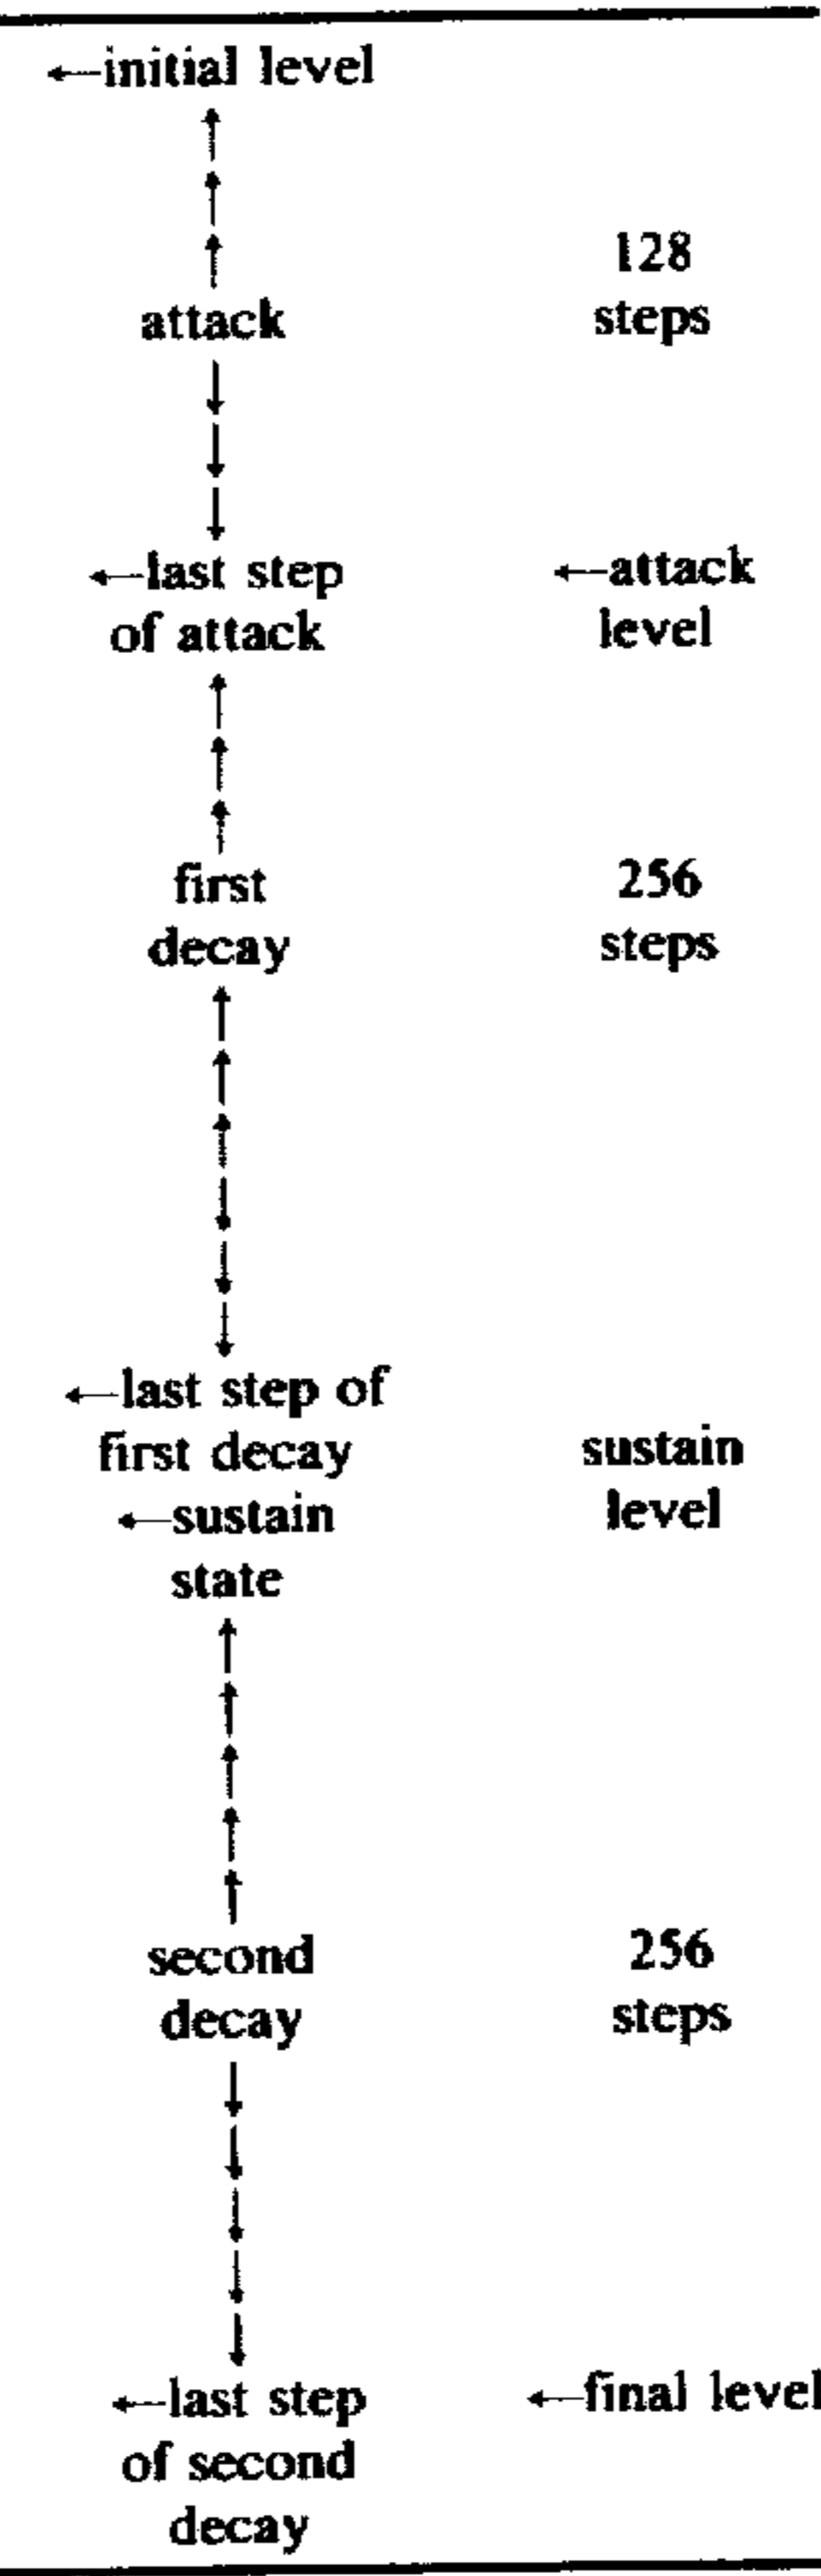 ←initial level
128
attack steps
←last step ←attack
of attack level
first 256
decay steps
←last step of
first decay sustain
←sustain level
state
second 256
decay steps
←last step ←final level
of second
decay